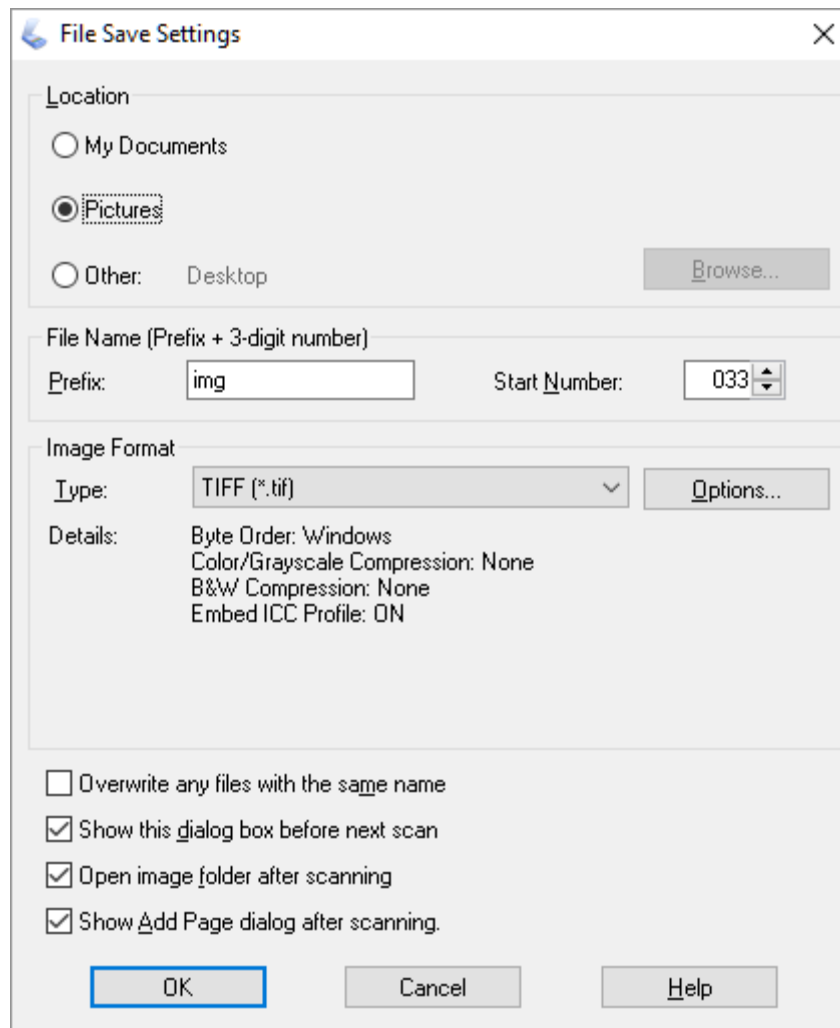 File Save Settings
Location
My Documents
Pictures
Other: Desktop Browse...
File Name (Prefix + 3-digit number)
Prefix: img Start Number: 033
Image Format
Type: TIFF (*.tif) Options...
Details: Byte Order: Windows
Color/Grayscale Compression: None
B&W Compression: None
Embed ICC Profile: ON
Overwrite any files with the same name
Show this dialog box before next scan
Open image folder after scanning
Show Add Page dialog after scanning.
OK Cancel Help